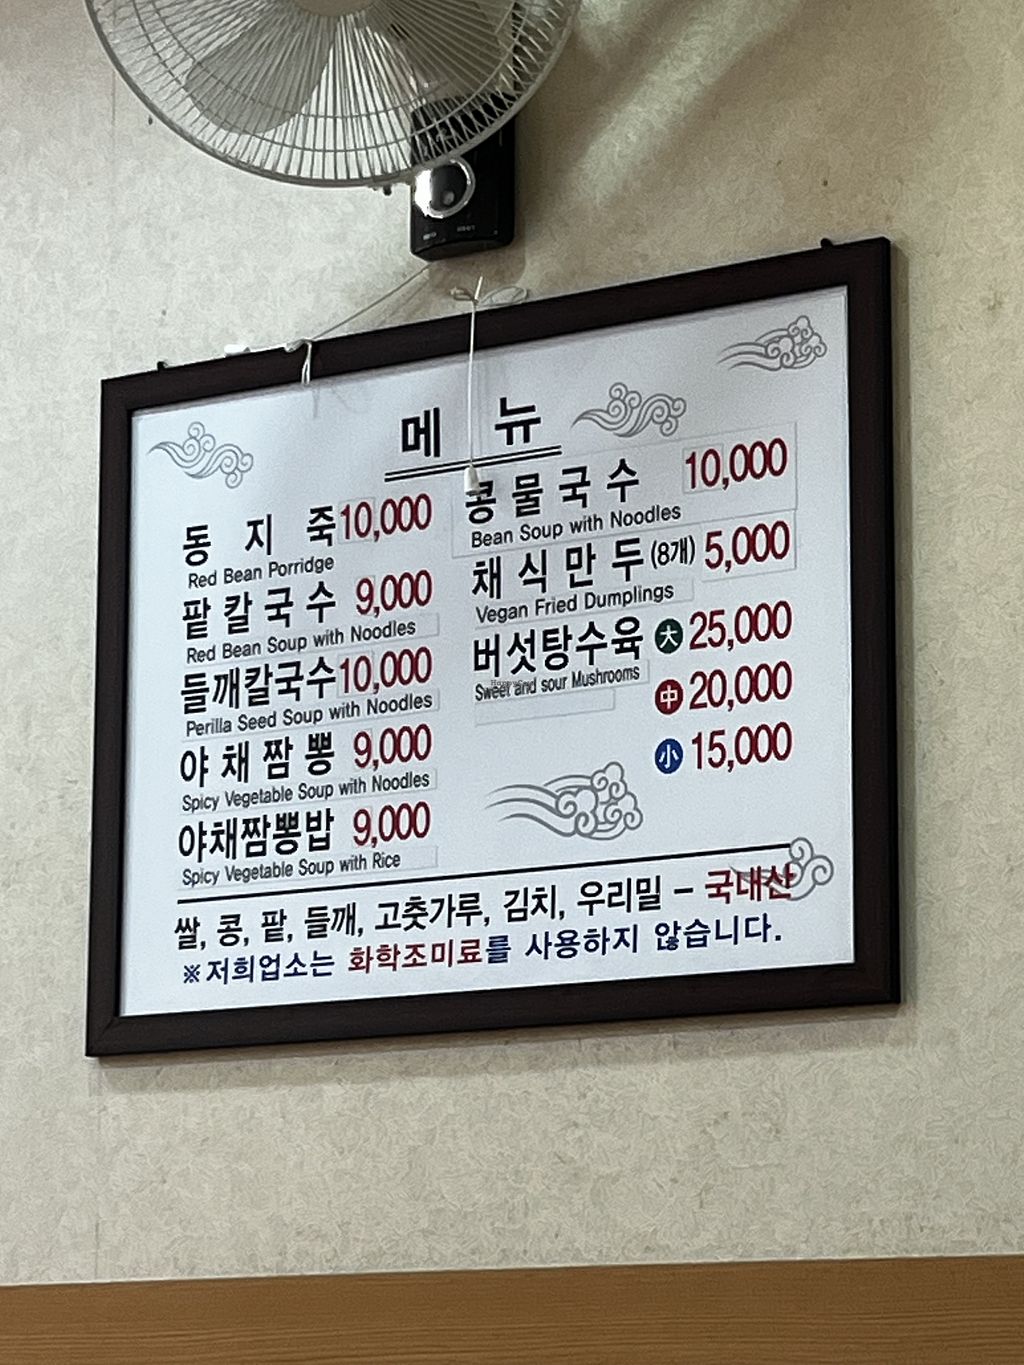 메 뉴
동 지 죽 10,000
Red Bean Porridge
팥 칼 국 수 9,000
Red Bean Soup with Noodles
들깨칼국수 10,000
Perilla Seed Soup with Noodles
야 채 짬 뽕 9,000
Spicy Vegetable Soup with Noodles
야채짬뽕밥 9,000
Spicy Vegetable Soup with Rice
콩 물 국 수 10,000
Bean Soup with Noodles
채 식 만 두 (8개) 5,000
Vegan Fried Dumplings
버섯탕수육 大 25,000
Sweet and sour Mushrooms
中 20,000
小 15,000
쌀, 콩, 팥, 들깨, 고춧가루, 김치, 우리밀 - 국내산
※ 저희업소는 화학조미료를 사용하지 않습니다.
HappyCow